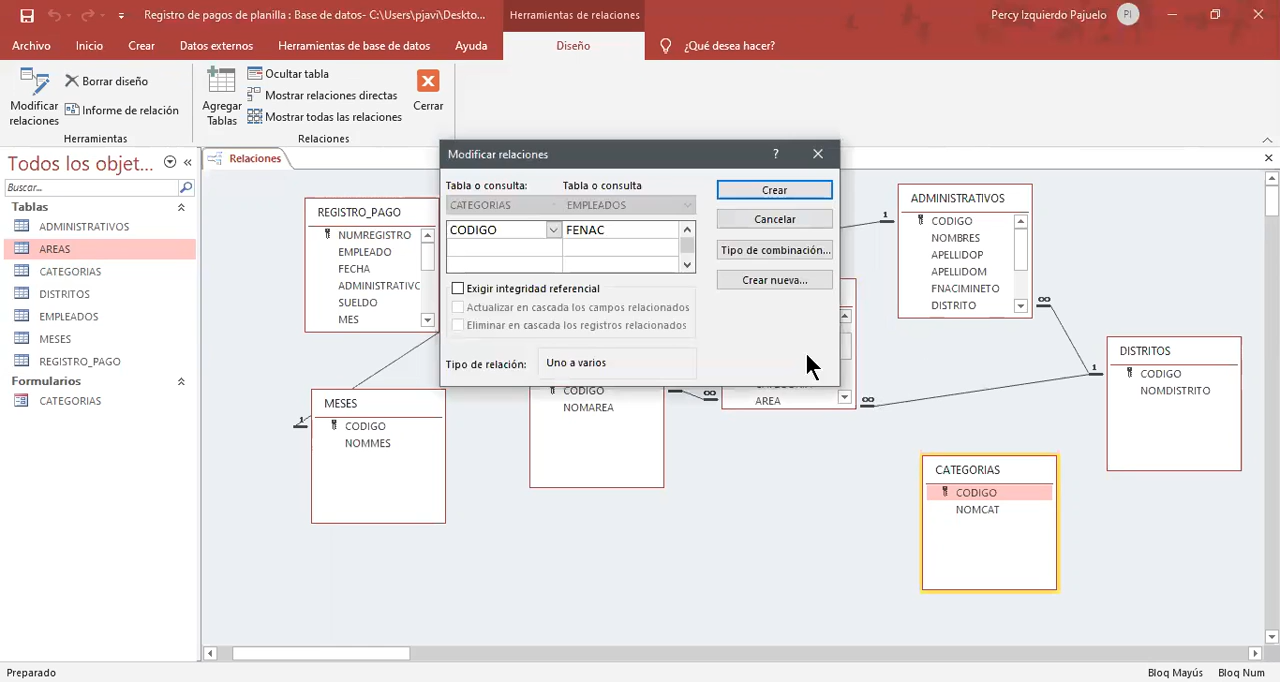 Registro de pagos de planilla : Base de datos- C:\Users\pjavi\Deskto...
Herramientas de relaciones
Percy Izquierdo Pajuelo
PI
Archivo
Inicio
Crear
Datos externos
Herramientas de base de datos
Ayuda
Diseño
¿Qué desea hacer?
Modificar relaciones
Borrar diseño
Informe de relación
Herramientas
Agregar Tablas
Ocultar tabla
Mostrar relaciones directas
Mostrar todas las relaciones
Relaciones
Cerrar
Todos los objet...
Buscar...
Tablas
ADMINISTRATIVOS
AREAS
CATEGORIAS
DISTRITOS
EMPLEADOS
MESES
REGISTRO_PAGO
Formularios
CATEGORIAS
Relaciones
REGISTRO_PAGO
NUMREGISTRO
EMPLEADO
FECHA
ADMINISTRATIVO
SUELDO
MES
MESES
CODIGO
NOMMES
1
Modificar relaciones
?
Tabla o consulta:
Tabla o consulta
CATEGORIAS
EMPLEADOS
CODIGO
FENAC
Exigir integridad referencial
Actualizar en cascada los campos relacionados
Eliminar en cascada los registros relacionados
Tipo de relación:
Uno a varios
Crear
Cancelar
Tipo de combinación...
Crear nueva...
CODIGO
NOMAREA
∞
AREA
∞
1
ADMINISTRATIVOS
CODIGO
NOMBRES
APELLIDOP
APELLIDOM
FNACIMINETO
DISTRITO
∞
1
DISTRITOS
CODIGO
NOMDISTRITO
CATEGORIAS
CODIGO
NOMCAT
Preparado
Bloq Mayús
Bloq Num